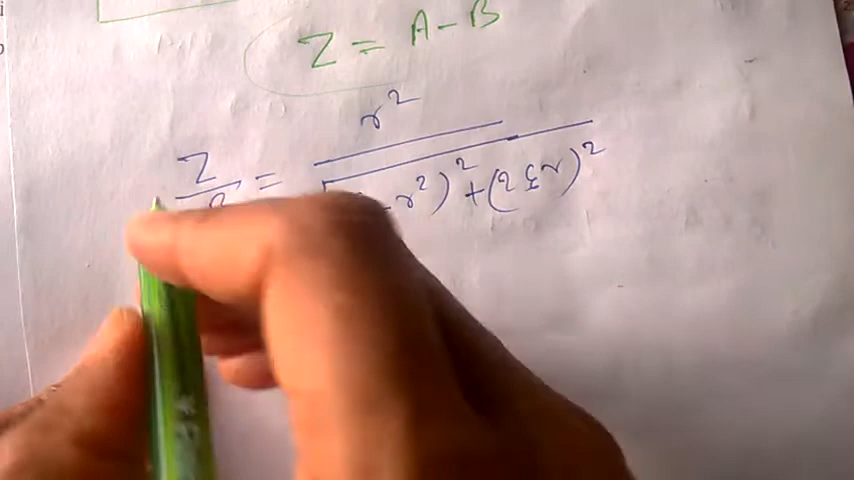 Z = A - B
r²
Z = r²)² + (2ξr)²